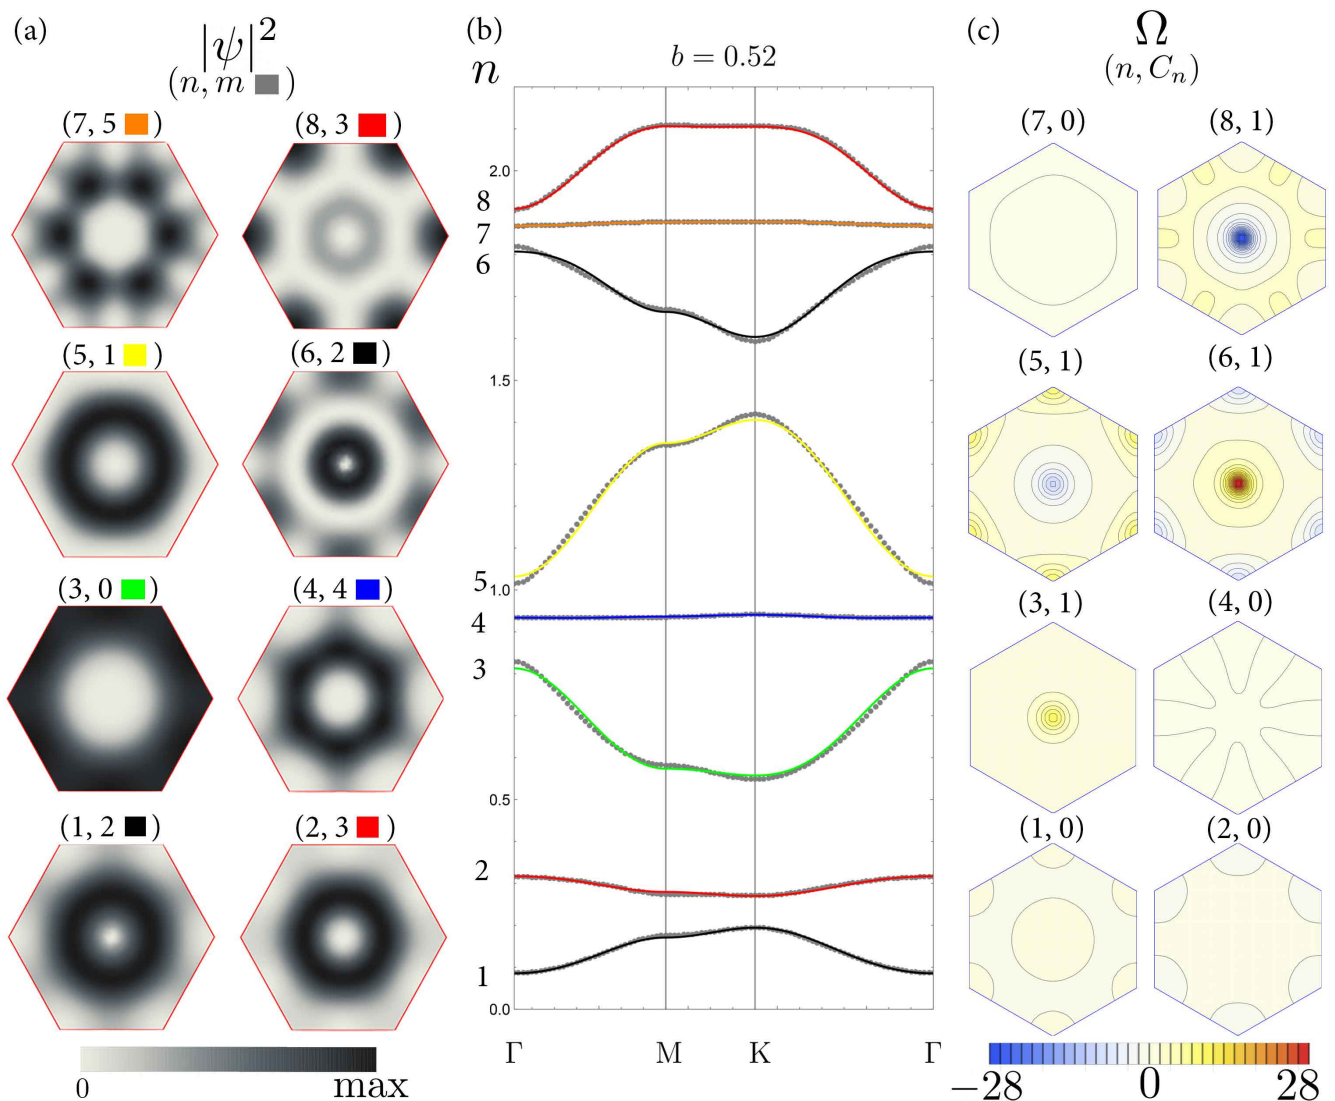 (a)
|ψ|²
(n, m )
(7, 5 )
(8, 3 )
(5, 1 )
(6, 2 )
(3, 0 )
(4, 4 )
(1, 2 )
(2, 3 )
0
max
(b)
b = 0.52
n
8
7
6
5
4
3
2
1
2.0
1.5
1.0
0.5
0.0
Γ
M
K
Γ
(c)
Ω
(n, Cₙ)
(7, 0)
(8, 1)
(5, 1)
(6, 1)
(3, 1)
(4, 0)
(1, 0)
(2, 0)
−28
0
28